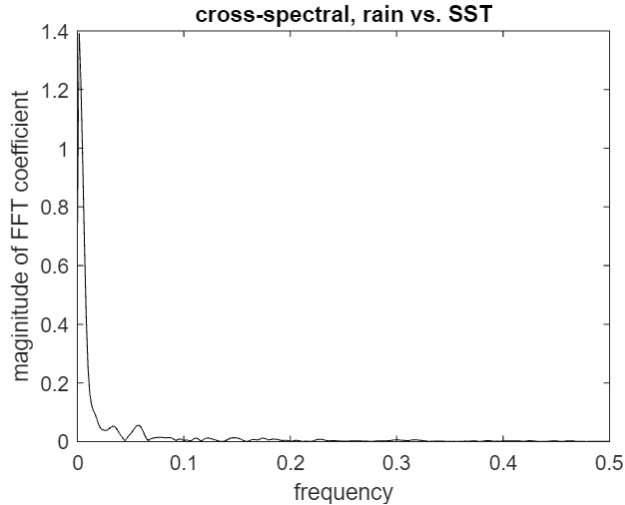 cross-spectral, rain vs. SST
maginitude of FFT coefficient
1.4
1.2
1
0.8
0.6
0.4
0.2
0
0 0.1 0.2 0.3 0.4 0.5
frequency